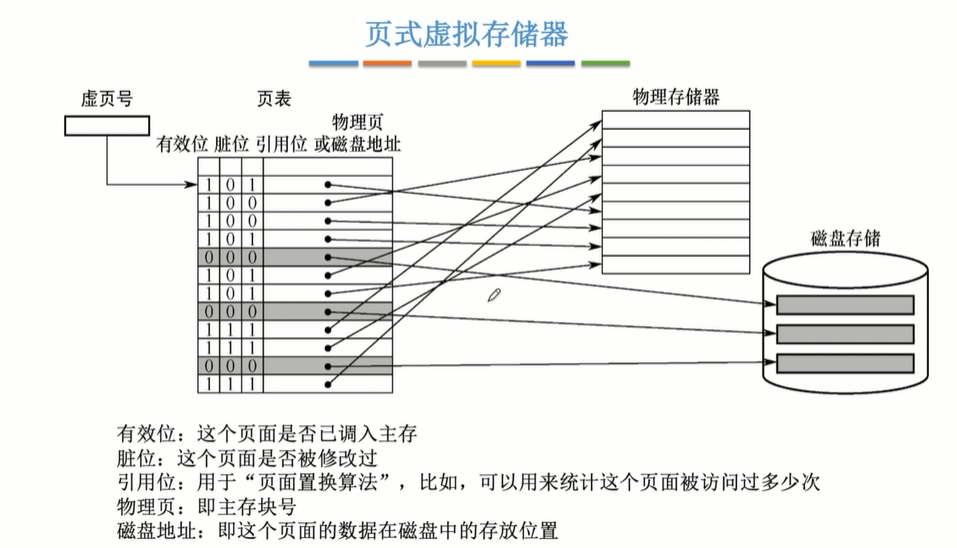 页式虚拟存储器
虚页号
页表
物理存储器
物理页
有效位 脏位 引用位 或磁盘地址
1 0 1
1 0 0
1 0 0
1 0 1
0 0 0
1 0 1
1 0 1
0 0 0
1 1 1
1 1 1
0 0 0
1 1 1
磁盘存储
有效位：这个页面是否已调入主存
脏位：这个页面是否被修改过
引用位：用于“页面置换算法”，比如，可以用来统计这个页面被访问过多少次
物理页：即主存块号
磁盘地址：即这个页面的数据在磁盘中的存放位置